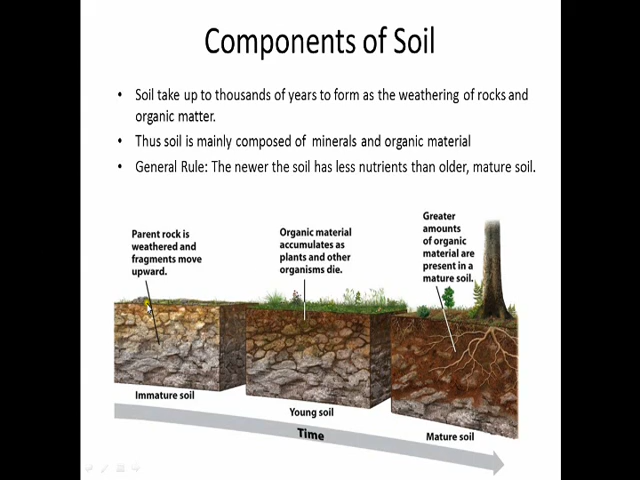 Components of Soil
• Soil take up to thousands of years to form as the weathering of rocks and
organic matter.
• Thus soil is mainly composed of minerals and organic material
• General Rule: The newer the soil has less nutrients than older, mature soil.
Parent rock is
weathered and
fragments move
upward.
Organic material
accumulates as
plants and other
organisms die.
Greater
amounts
of organic
material are
present in a
mature soil.
Immature soil
Young soil
Mature soil
Time